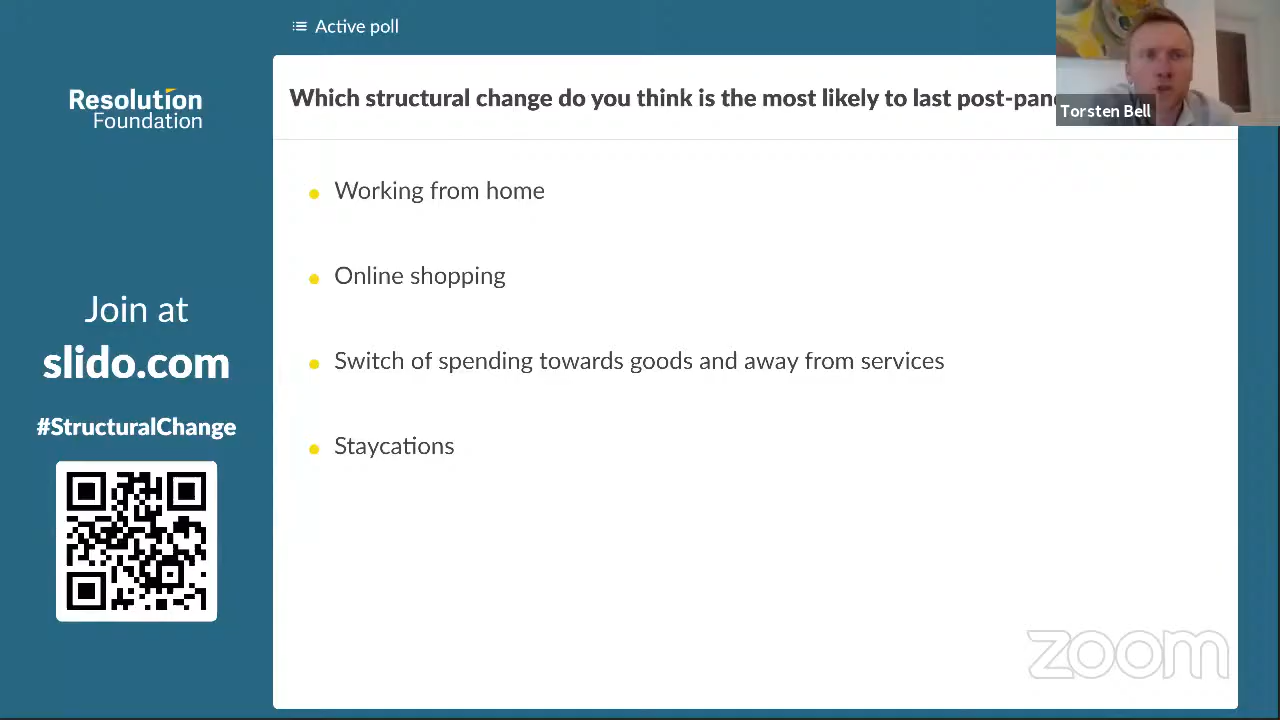 Active poll
Resolution
Foundation
Which structural change do you think is the most likely to last
Torsten Bell
Working from home
Online shopping
Switch of spending towards goods and away from services
Staycations
Join at
slido.com
#StructuralChange
zoom